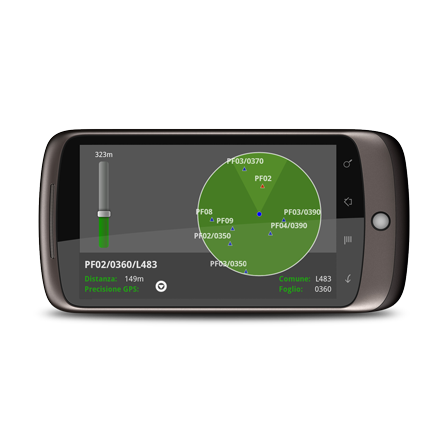 323m
PF03/0370
PF02
PF08
PF03/0390
PF09
PF04/0390
PF02/0350
PF03/0350
PF02/0360/L483
Distanza: 149m
Comune: L483
Precisione GPS:
Foglio: 0360